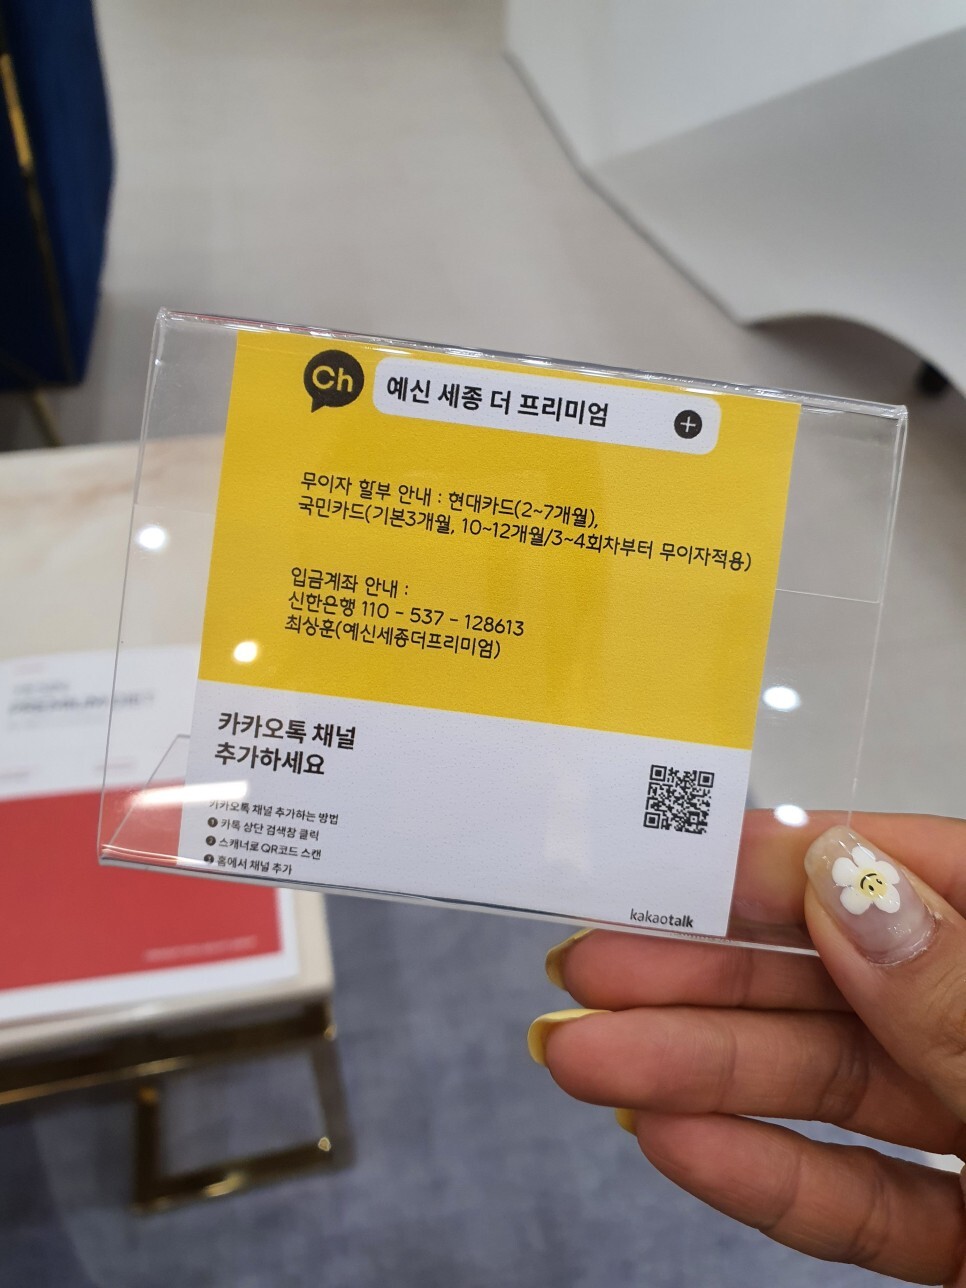 Ch 예신 세종 더 프리미엄 +
무이자 할부 안내 : 현대카드(2~7개월),
국민카드(기본3개월, 10~12개월/3~4회차부터 무이자적용)
입금계좌 안내 :
신한은행 110 - 537 - 128613
최상훈(예신세종더프리미엄)
카카오톡 채널
추가하세요
카카오톡 채널 추가하는 방법
1 카톡 상단 검색창 클릭
2 스캐너로 QR코드 스캔
3 홈에서 채널 추가
kakaotalk